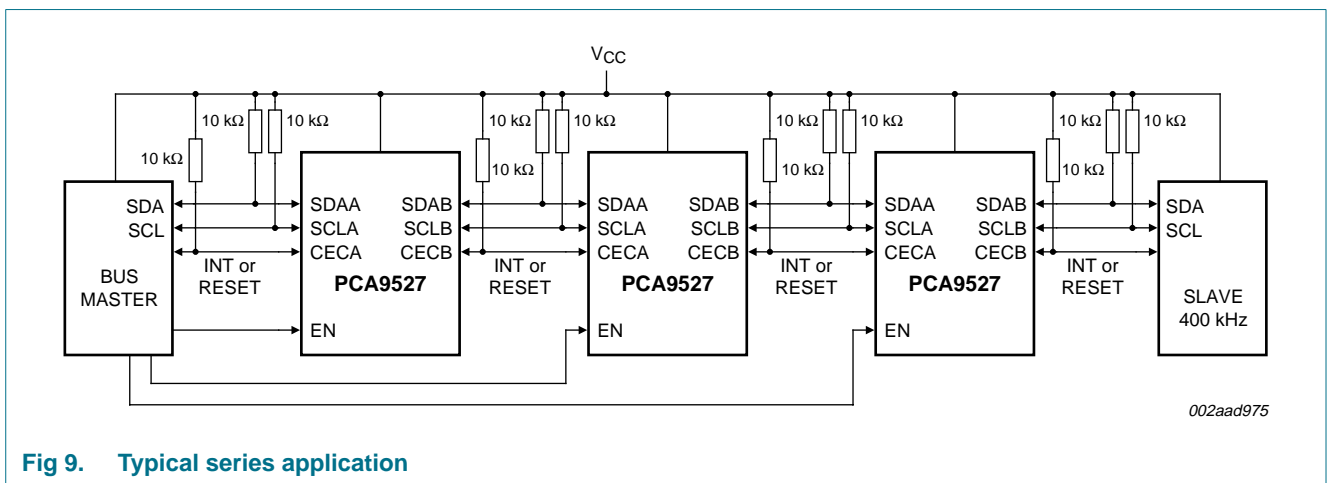 VCC
10 kΩ 10 kΩ 10 kΩ 10 kΩ 10 kΩ 10 kΩ 10 kΩ 10 kΩ
10 kΩ 10 kΩ 10 kΩ 10 kΩ
SDA SDAA SDAB SDAA SDAB SDAA SDAB SDA
SCL SCLA SCLB SCLA SCLB SCLA SCLB SCL
CECA CECB CECA CECB CECA CECB
INT or INT or INT or INT or
RESET RESET RESET RESET
BUS
MASTER
PCA9527 PCA9527 PCA9527
SLAVE
400 kHz
EN EN EN
002aad975
Fig 9. Typical series application